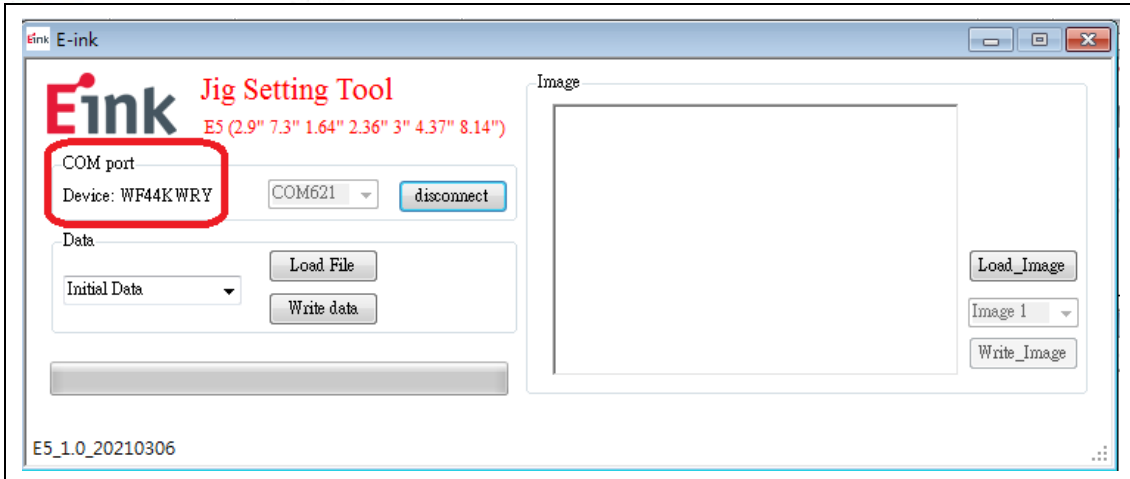 Eink E-ink
Eink
Jig Setting Tool
E5 (2.9" 7.3" 1.64" 2.36" 3" 4.37" 8.14")
COM port
Device: WF44KWRY
COM621
disconnect
Data
Initial Data
Load File
Write data
Image
Load_Image
Image 1
Write_Image
E5_1.0_20210306